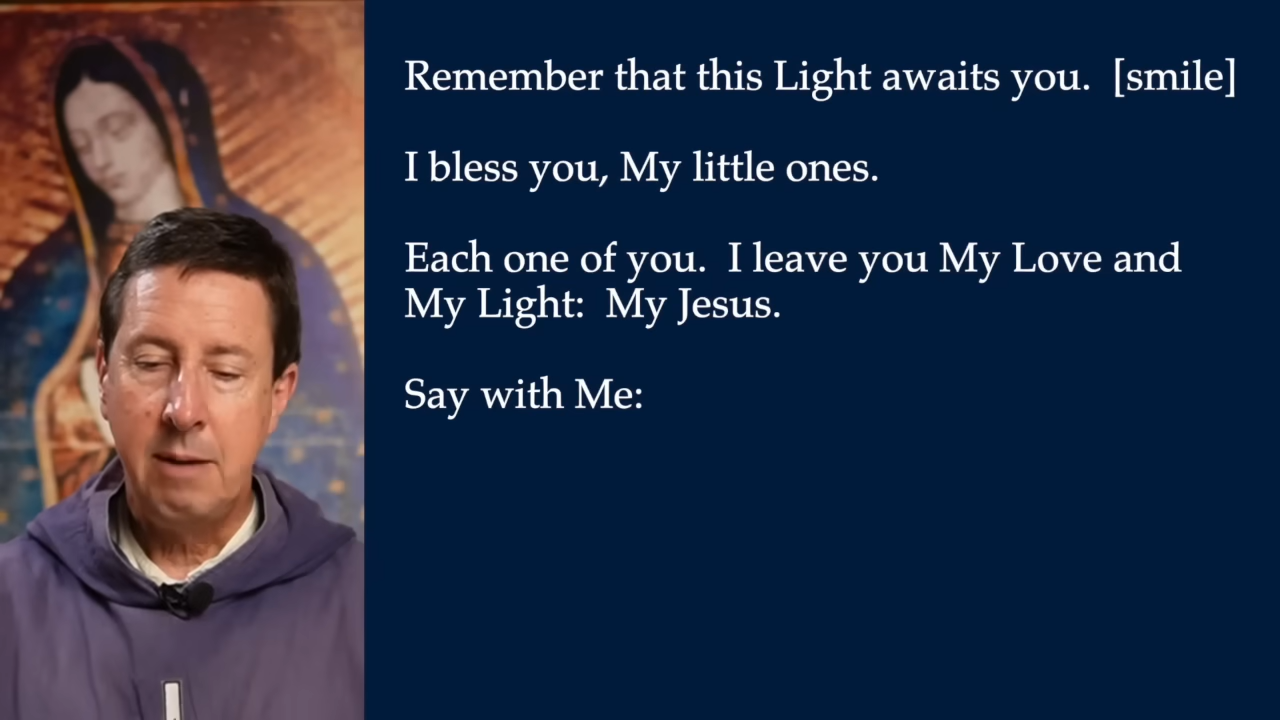 Remember that this Light awaits you.  [smile]
I bless you, My little ones.
Each one of you.  I leave you My Love and
My Light:  My Jesus.
Say with Me: